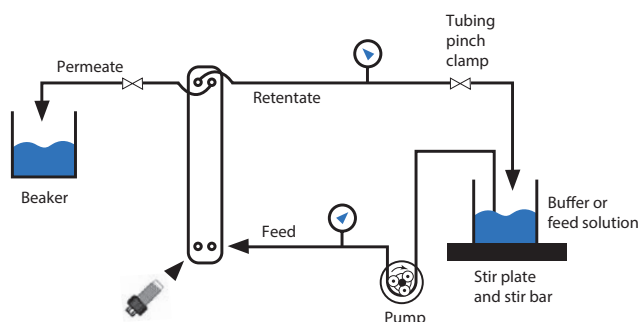 Tubing
pinch
clamp
Permeate
Retentate
Beaker
Feed
Buffer or
feed solution
Stir plate
and stir bar
Pump